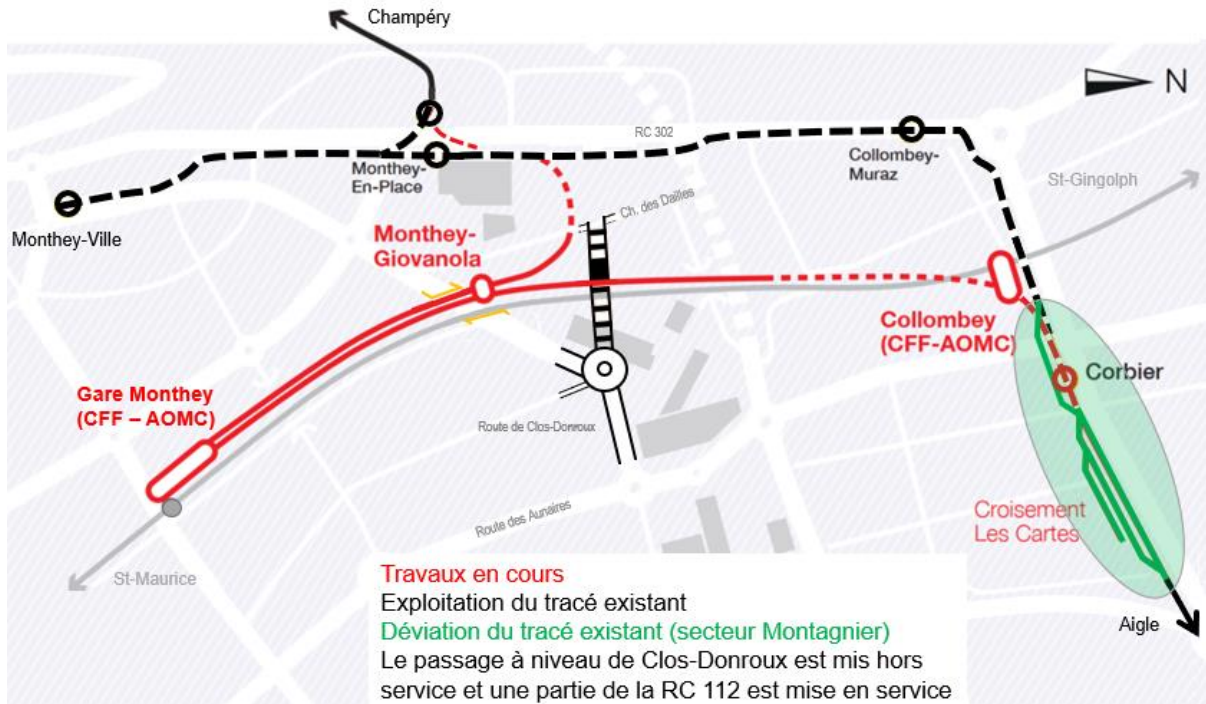 Champéry
N
RC 302
Monthey-
En-Place
Collombey-
Muraz
St-Gingolph
Monthey-Ville
Ch. des Dailles
Monthey-
Giovanola
Collombey
(CFF-AOMC)
Corbier
Gare Monthey
(CFF – AOMC)
Route de Clos-Donroux
Route des Aunaires
Croisement
Les Cartes
St-Maurice
Aigle
Travaux en cours
Exploitation du tracé existant
Déviation du tracé existant (secteur Montagnier)
Le passage à niveau de Clos-Donroux est mis hors
service et une partie de la RC 112 est mise en service